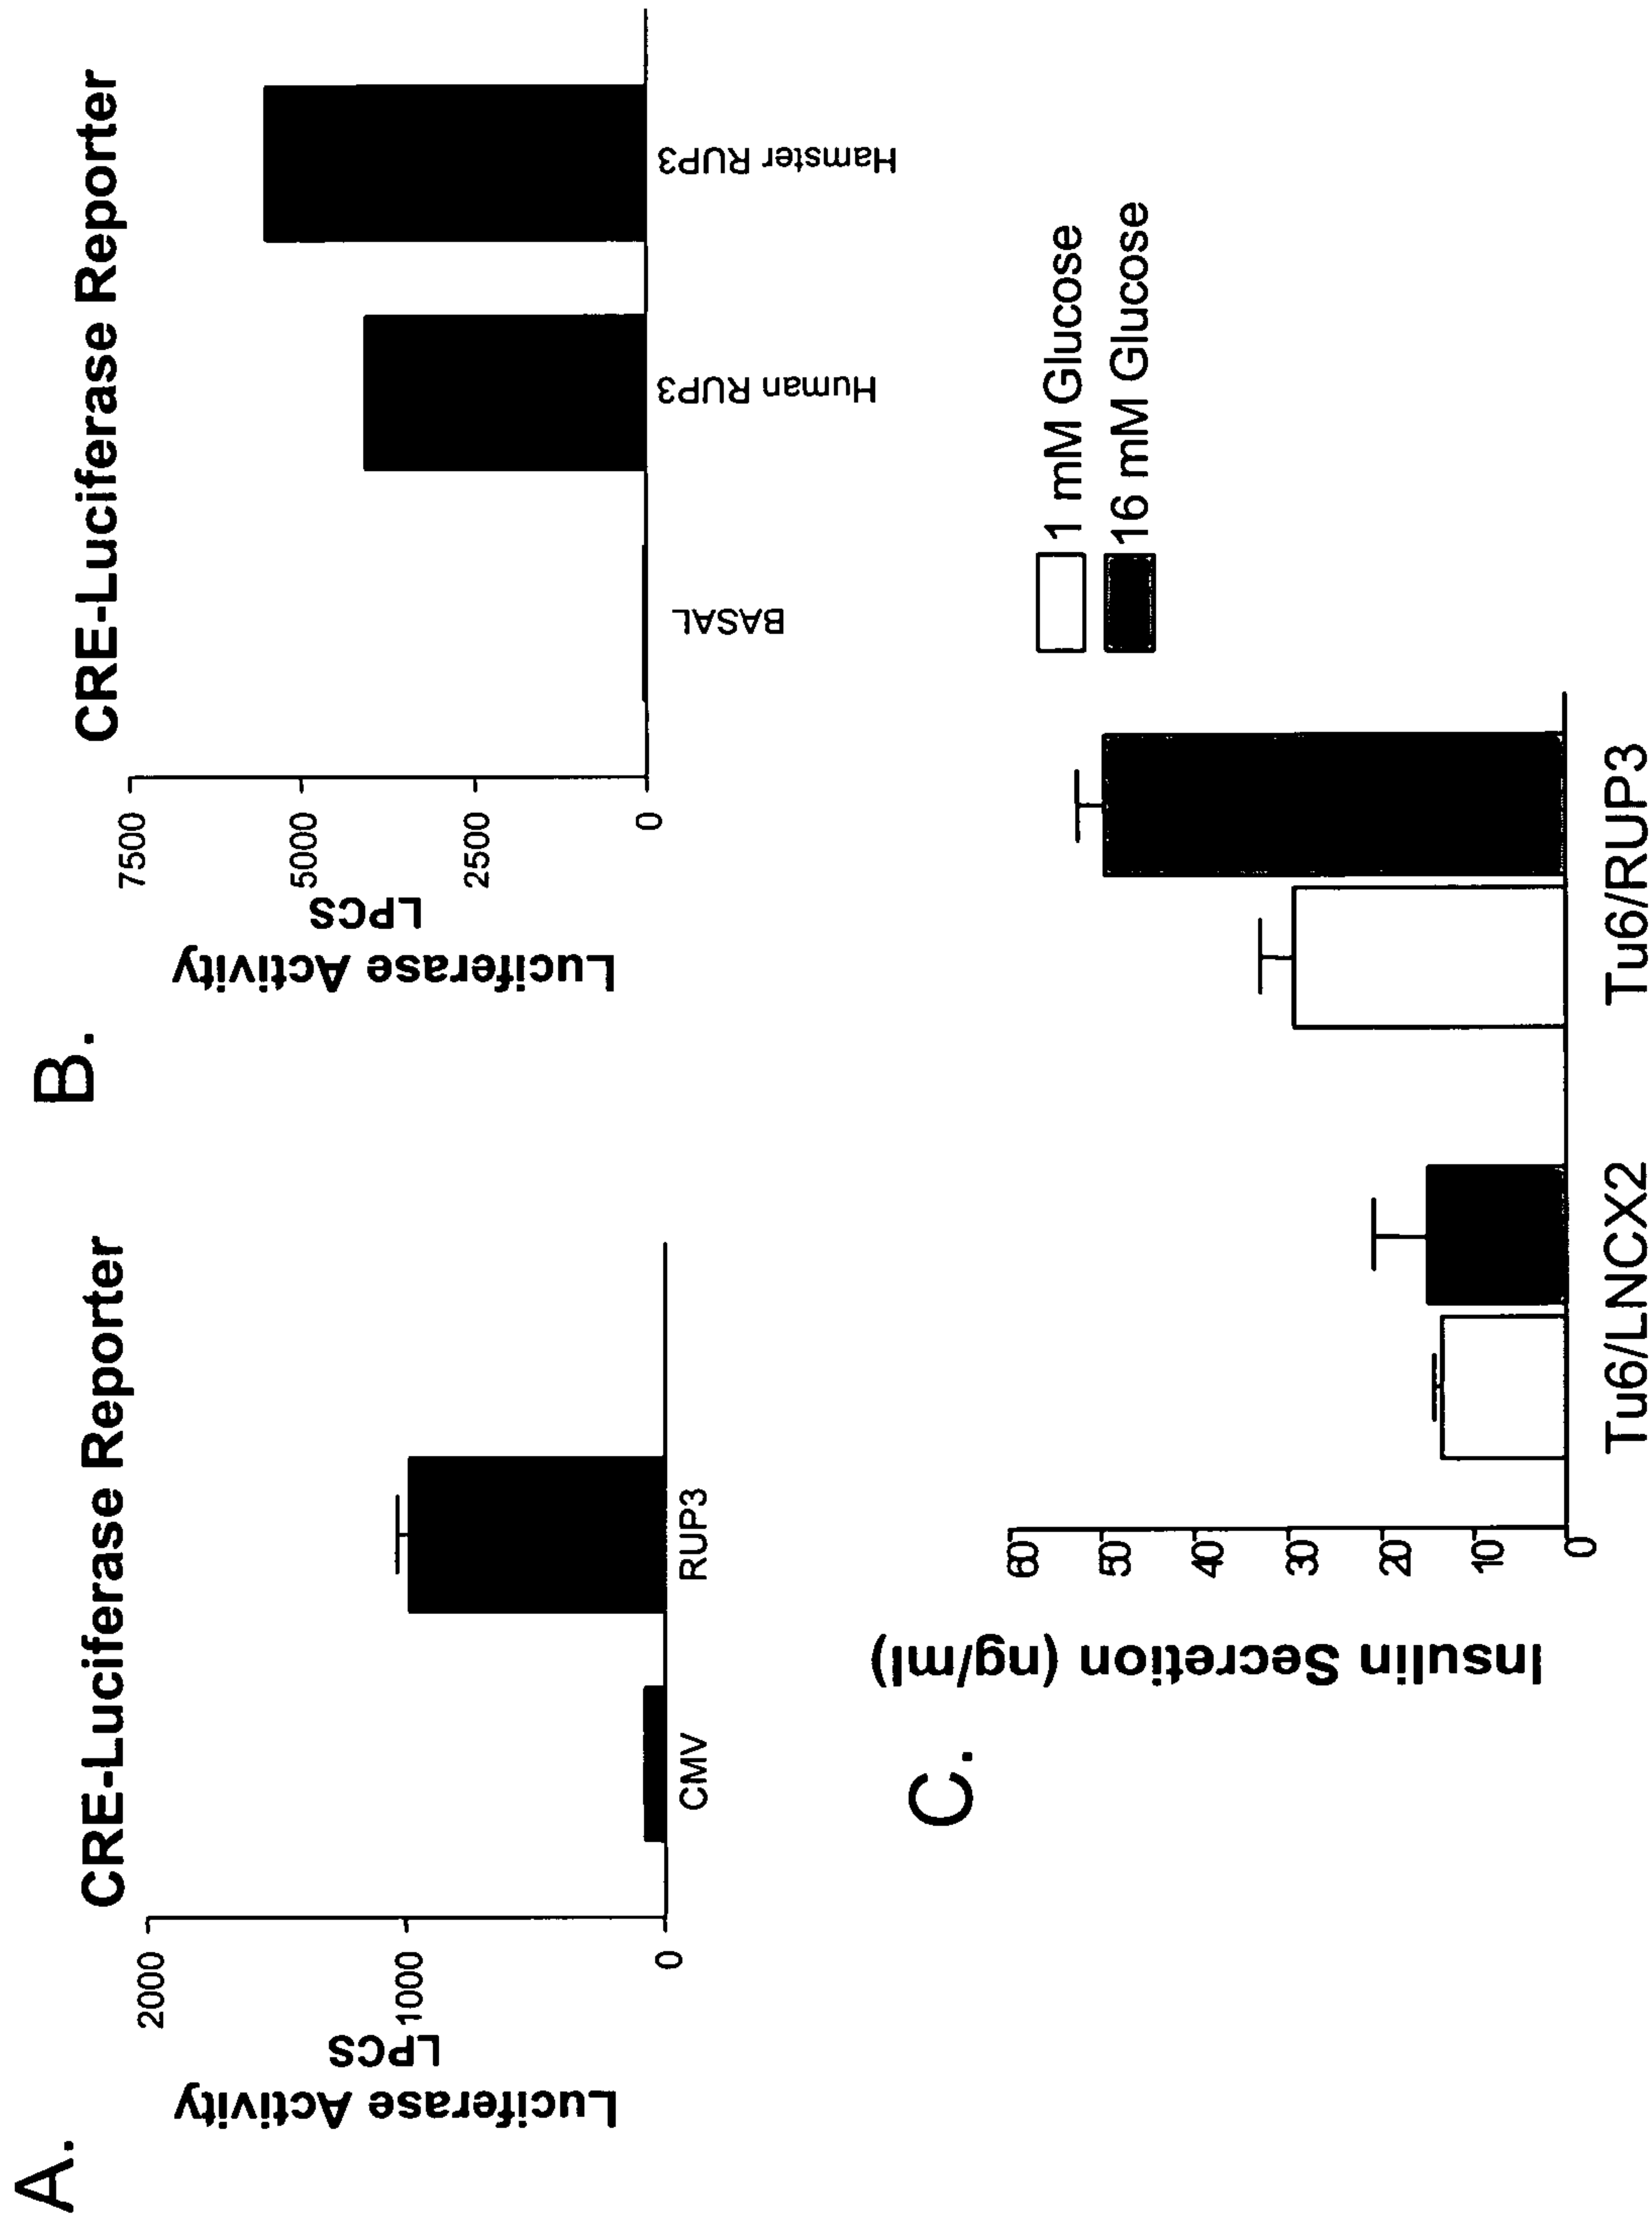 A.
CRE-Luciferase Reporter
Luciferase Activity
LPCS
2000
1000
0
CMV
RUP3
B.
CRE-Luciferase Reporter
Luciferase Activity
LPCS
7500
5000
2500
0
BASAL
Human RUP3
Hamster RUP3
C.
Insulin Secretion (ng/ml)
60
50
40
30
20
10
0
Tu6/LNCX2
Tu6/RUP3
1 mM Glucose
16 mM Glucose